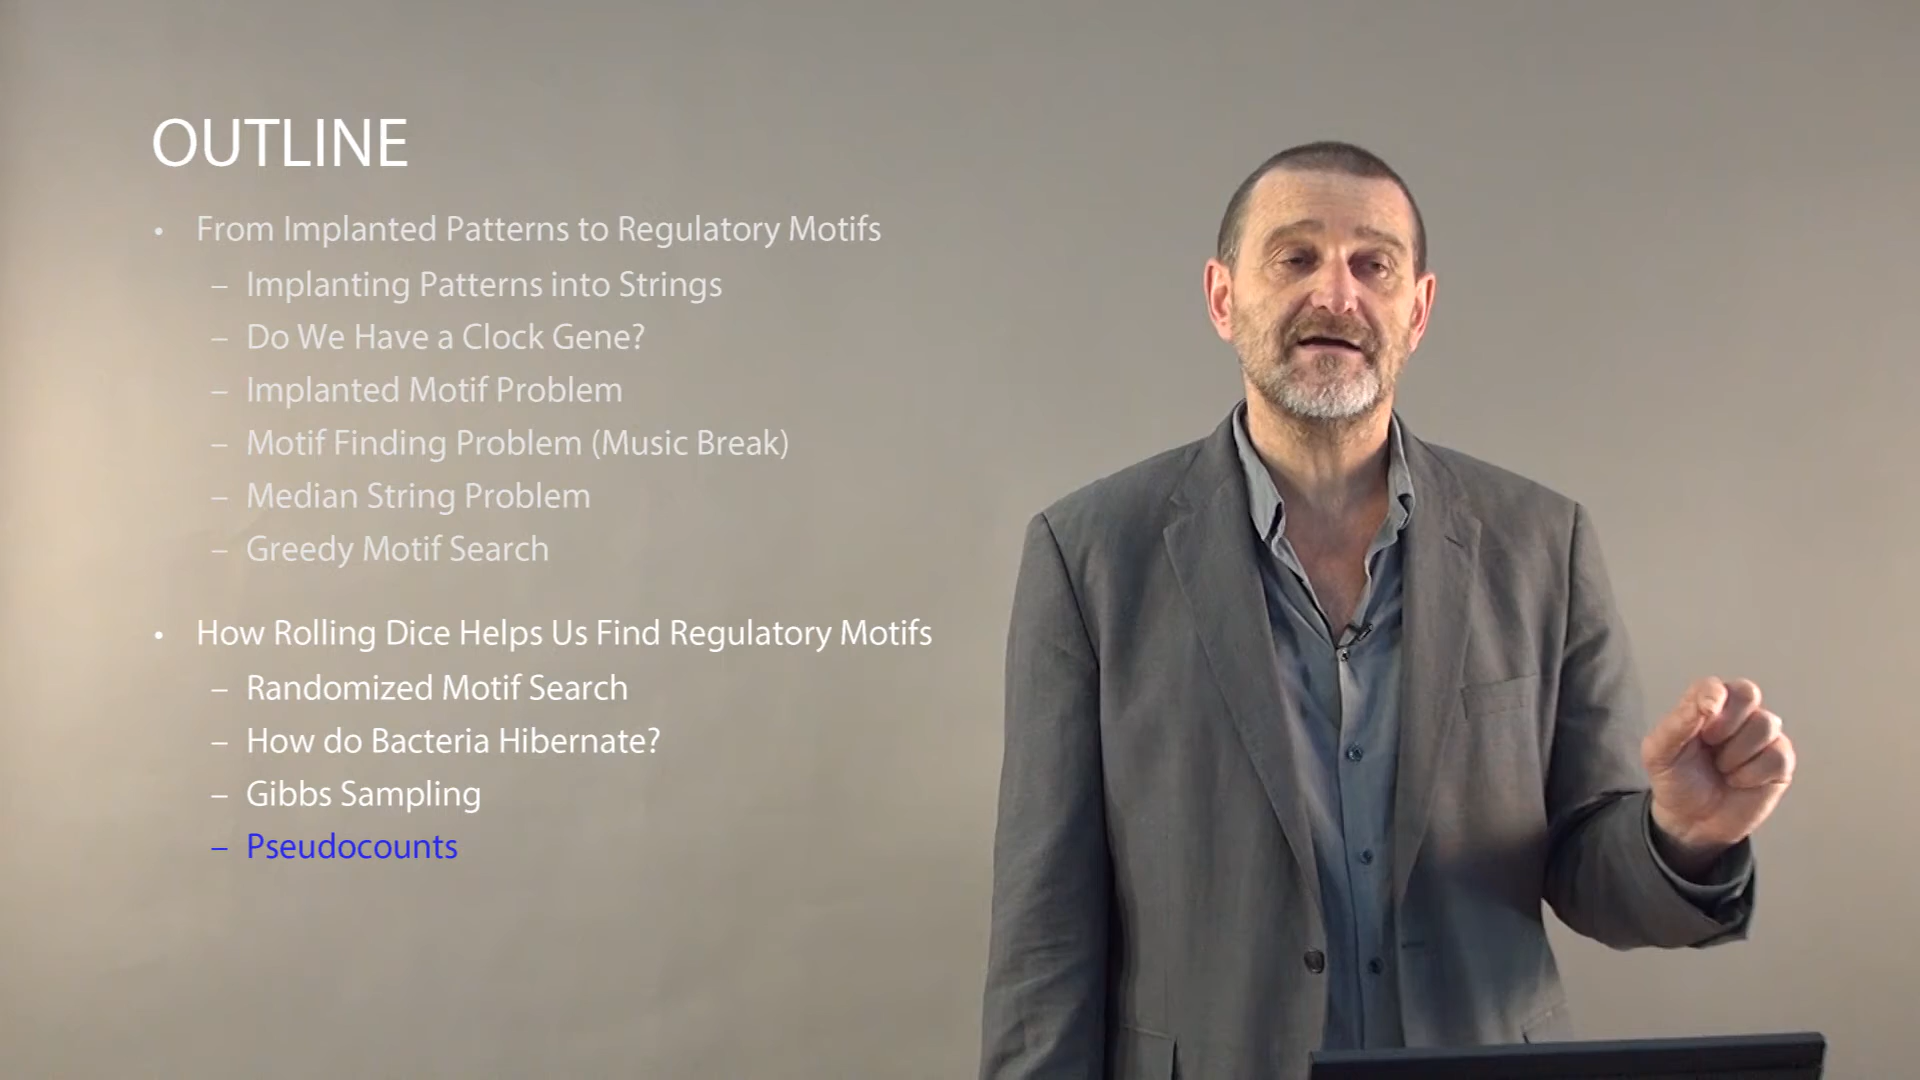 OUTLINE
• From Implanted Patterns to Regulatory Motifs
– Implanting Patterns into Strings
– Do We Have a Clock Gene?
– Implanted Motif Problem
– Motif Finding Problem (Music Break)
– Median String Problem
– Greedy Motif Search
• How Rolling Dice Helps Us Find Regulatory Motifs
– Randomized Motif Search
– How do Bacteria Hibernate?
– Gibbs Sampling
– Pseudocounts